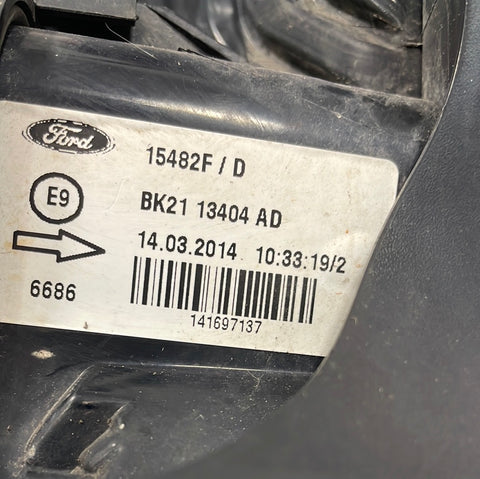 Ford
15482F / D
E9
BK21 13404 AD
14.03.2014 10:33:19/2
6686
141697137